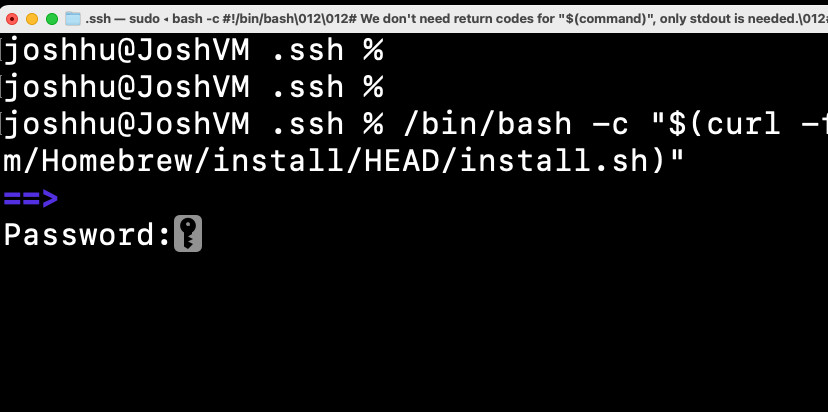 .ssh — sudo ◂ bash -c #!/bin/bash\012\012# We don't need return codes for "$(command)", only stdout is needed.\012
joshhu@JoshVM .ssh %
joshhu@JoshVM .ssh %
joshhu@JoshVM .ssh % /bin/bash -c "$(curl -f
m/Homebrew/install/HEAD/install.sh)"
==>
Password: